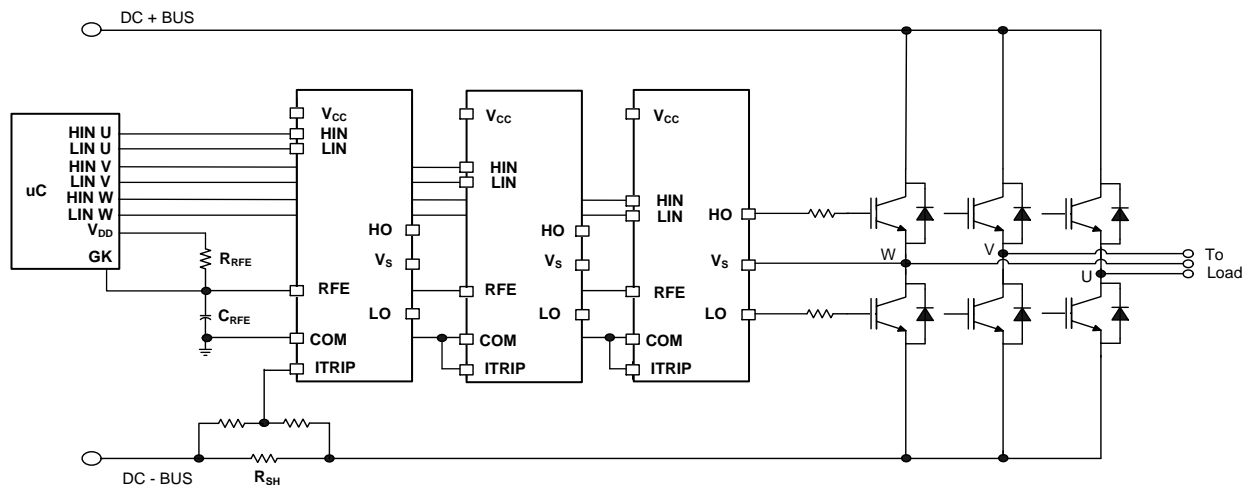 DC + BUS
uC
HIN U
LIN U
HIN V
LIN V
HIN W
LIN W
VDD
GK
RRFE
CRFE
VCC
HIN
LIN
HO
VS
RFE
LO
COM
ITRIP
VCC
HIN
LIN
HO
VS
RFE
LO
COM
ITRIP
VCC
HIN
LIN
HO
VS
RFE
LO
COM
ITRIP
W
V
U
To
Load
DC - BUS
RSH